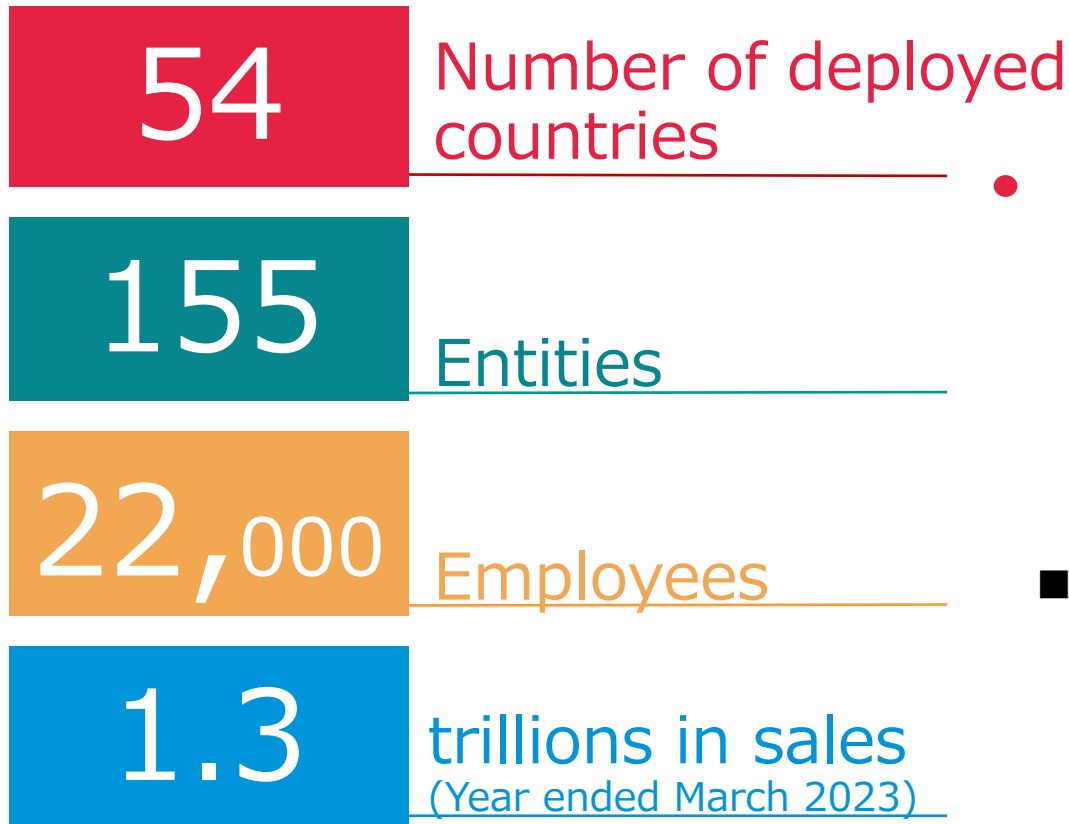 54
Number of deployed
countries
155
Entities
22,000
Employees
1.3
trillions in sales
(Year ended March 2023)